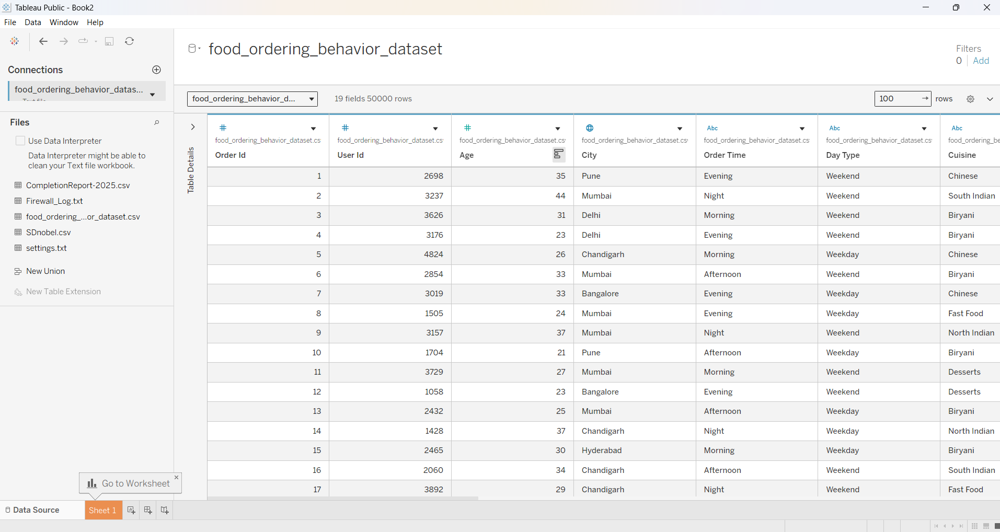 Tableau Public - Book2
File Data Window Help
Connections
food_ordering_behavior_datas...
Files
Use Data Interpreter
Data Interpreter might be able to
clean your Text file workbook.
CompletionReport-2025.csv
Firewall_Log.txt
food_ordering_...or_dataset.csv
SDnobel.csv
settings.txt
New Union
New Table Extension
food_ordering_behavior_dataset
Filters
0 Add
food_ordering_behavior_d... 19 fields 50000 rows 100 rows
Table Details
# # # Abc Abc Abc
food_ordering_behavior_dataset.cs food_ordering_behavior_dataset.cs food_ordering_behavior_dataset.cs food_ordering_behavior_dataset.cs food_ordering_behavior_dataset.cs food_ordering_behavior_dataset.cs food_ordering_be
Order Id User Id Age City Order Time Day Type Cuisine
1 2698 35 Pune Evening Weekend Chinese
2 3237 44 Mumbai Night Weekend South Indian
3 3626 31 Delhi Morning Weekend Biryani
4 3176 23 Delhi Evening Weekend Biryani
5 4824 26 Chandigarh Morning Weekday Chinese
6 2854 33 Mumbai Afternoon Weekend Biryani
7 3019 33 Bangalore Evening Weekday Chinese
8 1505 24 Mumbai Evening Weekday Fast Food
9 3157 37 Mumbai Night Weekend North Indian
10 1704 21 Pune Afternoon Weekday Biryani
11 3729 27 Mumbai Morning Weekend Desserts
12 1058 23 Bangalore Evening Weekend Desserts
13 2432 25 Mumbai Afternoon Weekday Biryani
14 1428 37 Chandigarh Night Weekday North Indian
15 2465 30 Hyderabad Morning Weekday Biryani
16 2060 34 Chandigarh Afternoon Weekend South Indian
17 3892 29 Chandigarh Night Weekend Fast Food
Go to Worksheet
Data Source Sheet 1